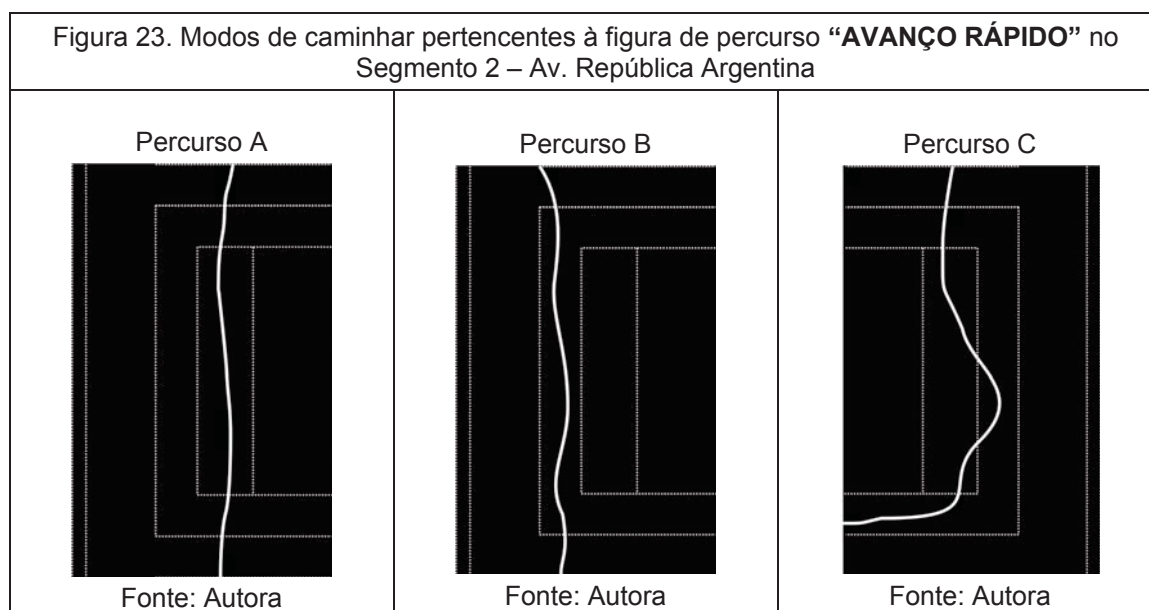 Figura 23. Modos de caminhar pertencentes à figura de percurso “AVANÇO RÁPIDO” no
Segmento 2 – Av. República Argentina
Percurso A
Fonte: Autora
Percurso B
Fonte: Autora
Percurso C
Fonte: Autora